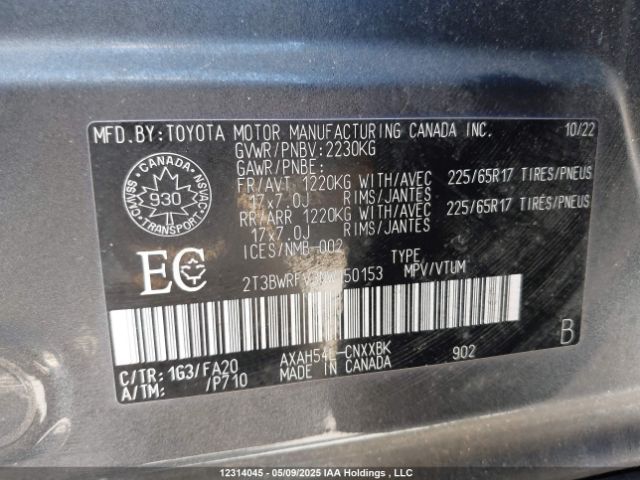 MFD.BY:TOYOTA MOTOR MANUFACTURING CANADA INC. 10/22
GVWR/PNBV:2230KG
GAWR/PNBE:
FR/AVT 1220KG WITH/AVEC 225/65R17 TIRES/PNEUS
17x7.0J RIMS/JANTES
RR/ARR 1220KG WITH/AVEC 225/65R17 TIRES/PNEUS
17x7.0J RIMS/JANTES
ICES/NMB-002
TYPE
MPV/VTUM
CANADA
CMVSS
NSVAC
930
EC
B
C/TR: 1G3/FA20
A/TM: /P710
AXAH54L-CNXXBK
MADE IN CANADA
902
12314045 - 05/09/2025 IAA Holdings , LLC